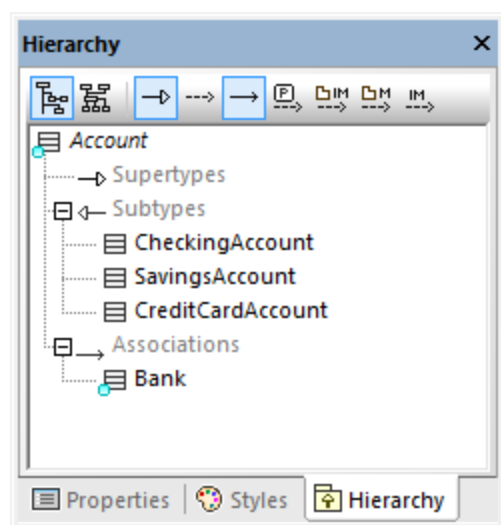 Hierarchy
P IM M IM
Account
Supertypes
Subtypes
CheckingAccount
SavingsAccount
CreditCardAccount
Associations
Bank
Properties Styles Hierarchy